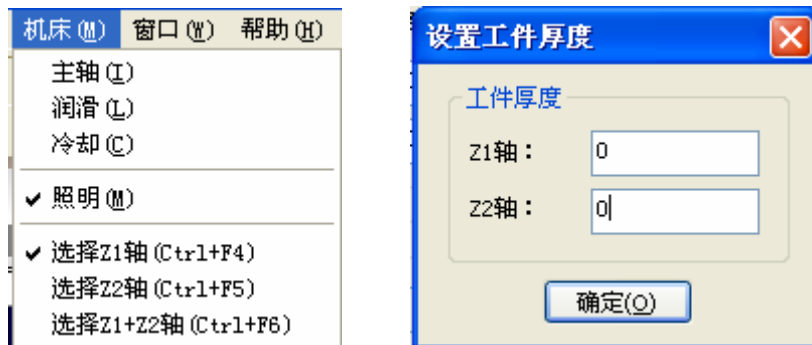 机床(M) 窗口(W) 帮助(H)
主轴(I)
润滑(L)
冷却(C)
✓ 照明(M)
✓ 选择Z1轴(Ctrl+F4)
选择Z2轴(Ctrl+F5)
选择Z1+Z2轴(Ctrl+F6)
设置工件厚度
工件厚度
Z1轴： 0
Z2轴： 0
确定(O)